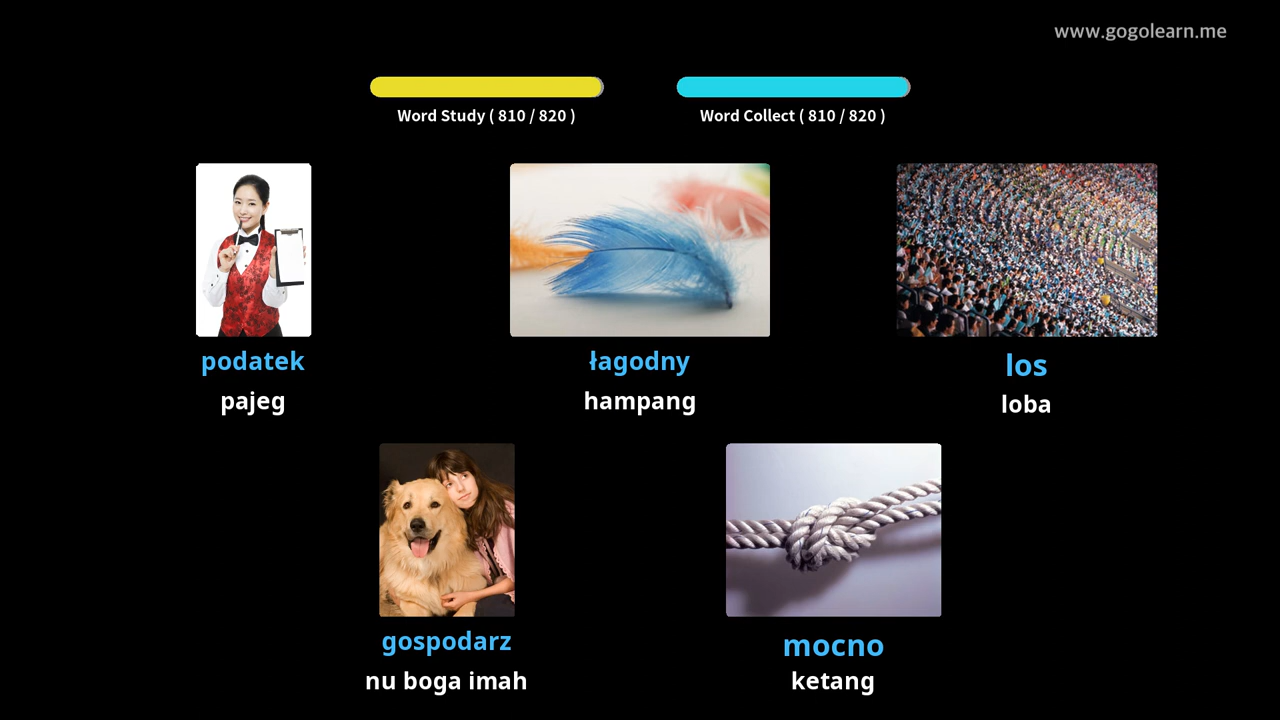 www.gogolearn.me
Word Study ( 810 / 820 )
Word Collect ( 810 / 820 )
podatek
pajeg
łagodny
hampang
los
loba
gospodarz
nu boga imah
mocno
ketang